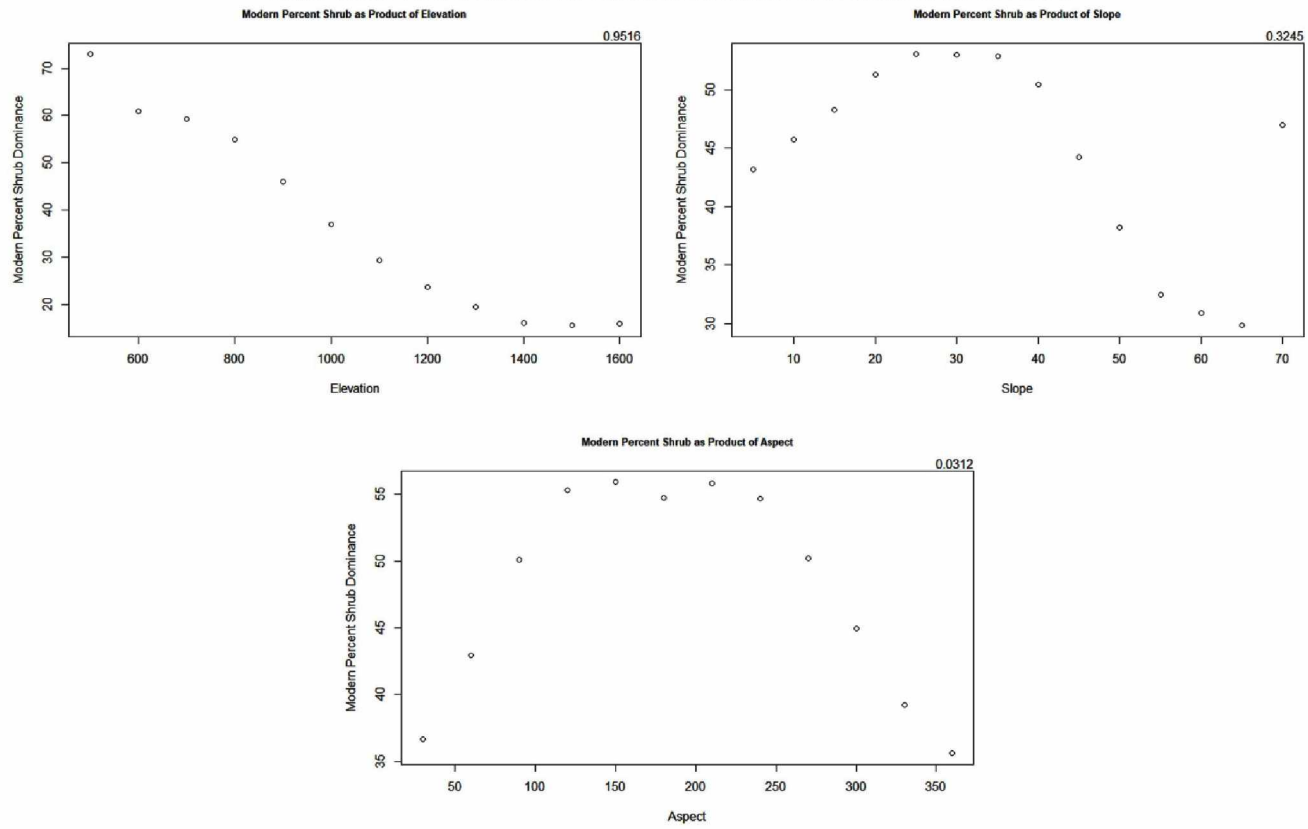 Modern Percent Shrub as Product of Elevation
0.9516
Modern Percent Shrub Dominance
70
60
50
40
30
20
600 800 1000 1200 1400 1600
Elevation
Modern Percent Shrub as Product of Slope
0.3245
Modern Percent Shrub Dominance
50
45
40
35
30
10 20 30 40 50 60 70
Slope
Modern Percent Shrub as Product of Aspect
0.0312
Modern Percent Shrub Dominance
55
50
45
40
35
50 100 150 200 250 300 350
Aspect